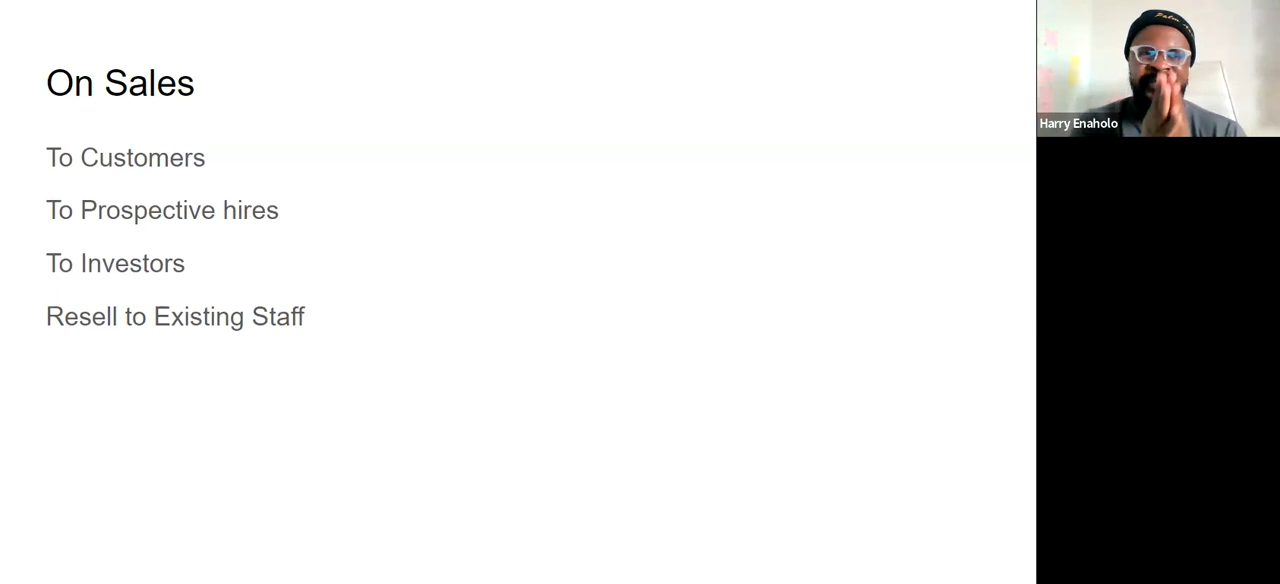 On Sales
To Customers
To Prospective hires
To Investors
Resell to Existing Staff
Harry Enaholo